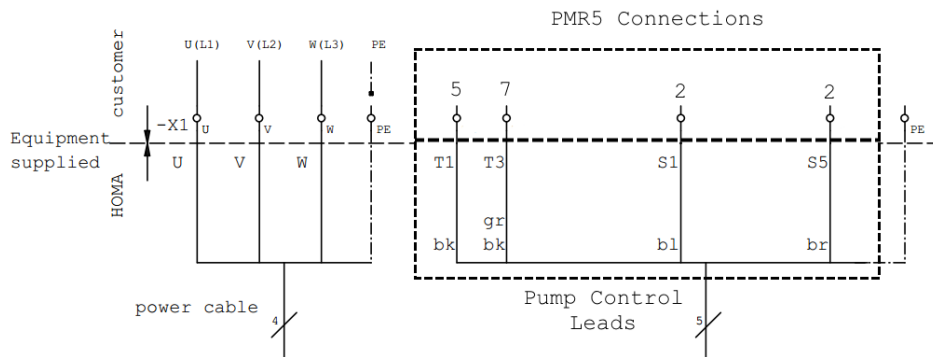 PMR5 Connections
customer
U(L1) V(L2) W(L3) PE
5 7 2 2
-X1 U V W PE PE
Equipment
supplied
U V W T1 T3 S1 S5
HOMA
gr
bk bk bl br
power cable
4
Pump Control
Leads
5